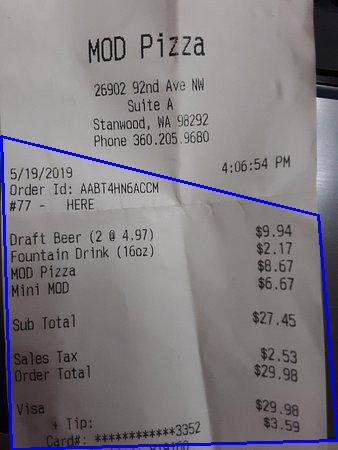 MOD Pizza
26902 92nd Ave NW
Suite A
Stanwood, WA 98292
Phone 360.205.9680
5/19/2019 4:06:54 PM
Order Id: AABT4HN6ACCM
#77 - HERE
Draft Beer (2 @ 4.97) $9.94
Fountain Drink (16oz) $2.17
MOD Pizza $8.67
Mini MOD $6.67
Sub Total $27.45
Sales Tax $2.53
Order Total $29.98
Visa $29.98
+ Tip: $3.59
Card#: ************3352